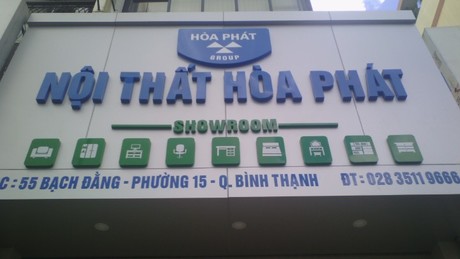 HÒA PHÁT
GROUP
NỘI THẤT HÒA PHÁT
SHOWROOM
C : 55 BẠCH ĐẰNG - PHƯỜNG 15 - Q. BÌNH THẠNH ĐT: 028 3511 9666